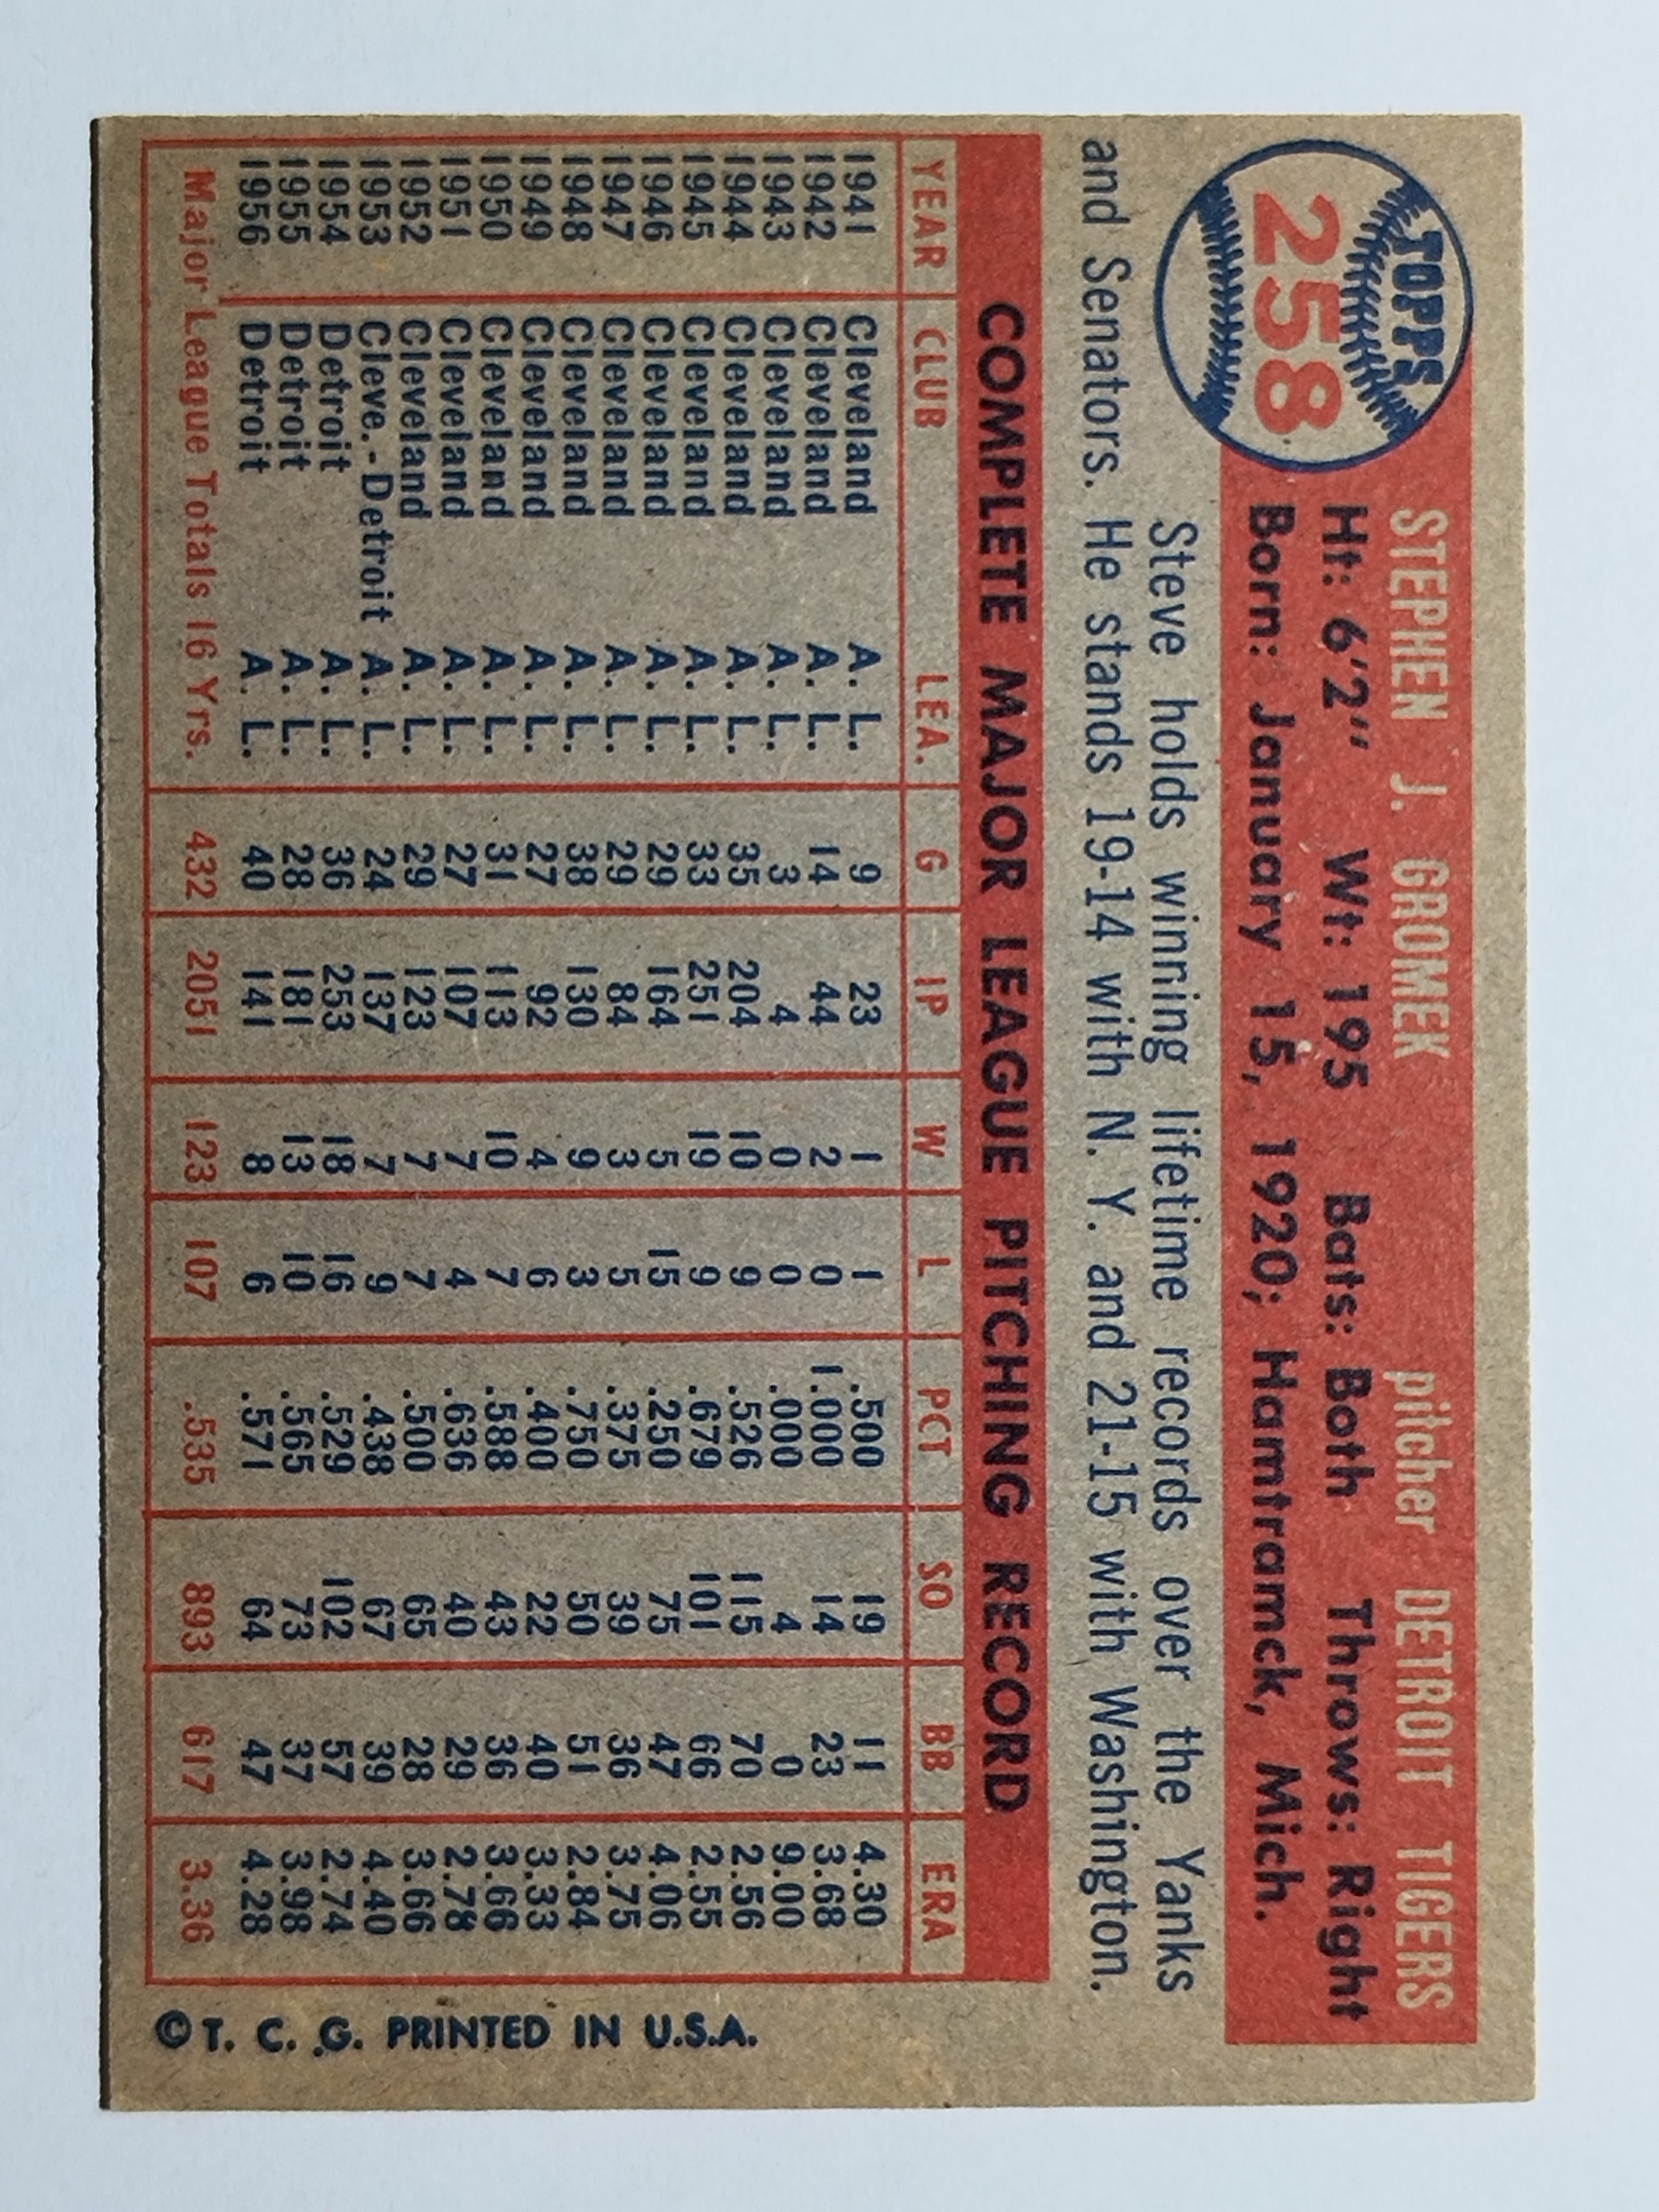 TOPPS
258
STEPHEN J. GROMEK pitcher DETROIT TIGERS
Ht: 6'2" Wt: 195 Bats: Both Throws: Right
Born: January 15, 1920; Hamtramck, Mich.
Steve holds winning lifetime records over the Yanks
and Senators. He stands 19-14 with N. Y. and 21-15 with Washington.
COMPLETE MAJOR LEAGUE PITCHING RECORD
YEAR CLUB LEA. G IP W L PCT SO BB ERA
1941 Cleveland A. L. 9 23 1 1 .500 19 11 4.30
1942 Cleveland A. L. 14 44 2 0 1.000 14 23 3.68
1943 Cleveland A. L. 3 4 0 0 .000 4 0 9.00
1944 Cleveland A. L. 35 204 10 9 .526 115 70 2.56
1945 Cleveland A. L. 33 251 19 9 .679 101 66 2.55
1946 Cleveland A. L. 29 164 5 15 .250 75 47 4.06
1947 Cleveland A. L. 29 84 3 5 .375 39 36 3.75
1948 Cleveland A. L. 38 130 9 3 .750 50 51 2.84
1949 Cleveland A. L. 27 92 4 6 .400 22 40 3.33
1950 Cleveland A. L. 31 113 10 7 .588 43 36 3.66
1951 Cleveland A. L. 27 107 7 4 .636 40 29 2.78
1952 Cleveland A. L. 29 123 7 7 .500 65 28 3.66
1953 Cleve.-Detroit A. L. 24 137 7 9 .438 67 39 4.40
1954 Detroit A. L. 36 253 18 16 .529 102 57 2.74
1955 Detroit A. L. 28 181 13 10 .565 73 37 3.98
1956 Detroit A. L. 40 141 8 6 .571 64 47 4.28
Major League Totals 16 Yrs. 432 2051 123 107 .535 893 617 3.36
© T. C. G. PRINTED IN U.S.A.